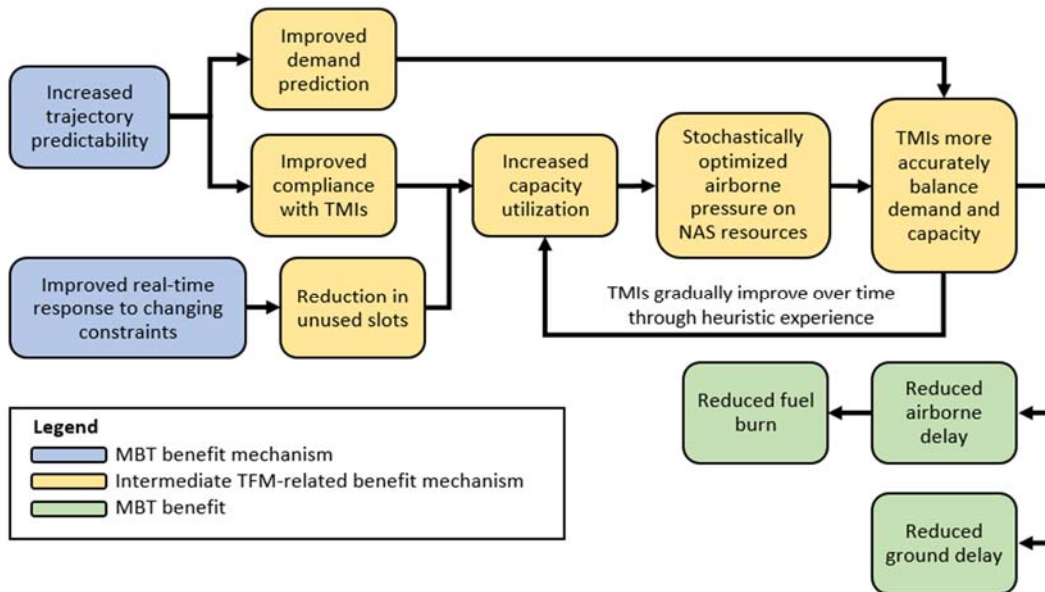 Improved
demand
prediction
Increased
trajectory
predictability
Improved
compliance
with TMIs
Increased
capacity
utilization
Stochastically
optimized
airborne
pressure on
NAS resources
TMIs more
accurately
balance
demand and
capacity
Improved real-time
response to changing
constraints
Reduction in
unused slots
TMIs gradually improve over time
through heuristic experience
Reduced fuel
burn
Reduced
airborne
delay
Reduced
ground delay
Legend
MBT benefit mechanism
Intermediate TFM-related benefit mechanism
MBT benefit